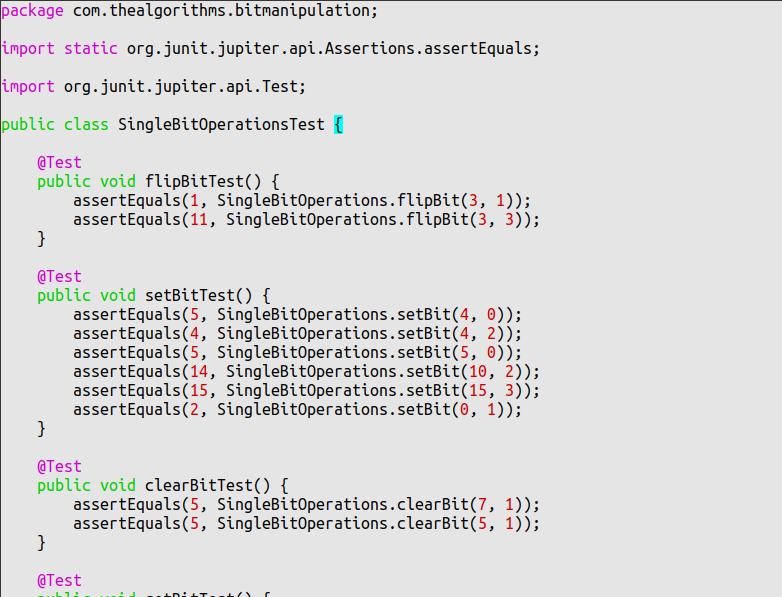 package com.thealgorithms.bitmanipulation;
import static org.junit.jupiter.api.Assertions.assertEquals;
import org.junit.jupiter.api.Test;
public class SingleBitOperationsTest {
@Test
public void flipBitTest() {
assertEquals(1, SingleBitOperations.flipBit(3, 1));
assertEquals(11, SingleBitOperations.flipBit(3, 3));
}
@Test
public void setBitTest() {
assertEquals(5, SingleBitOperations.setBit(4, 0));
assertEquals(4, SingleBitOperations.setBit(4, 2));
assertEquals(5, SingleBitOperations.setBit(5, 0));
assertEquals(14, SingleBitOperations.setBit(10, 2));
assertEquals(15, SingleBitOperations.setBit(15, 3));
assertEquals(2, SingleBitOperations.setBit(0, 1));
}
@Test
public void clearBitTest() {
assertEquals(5, SingleBitOperations.clearBit(7, 1));
assertEquals(5, SingleBitOperations.clearBit(5, 1));
}
@Test